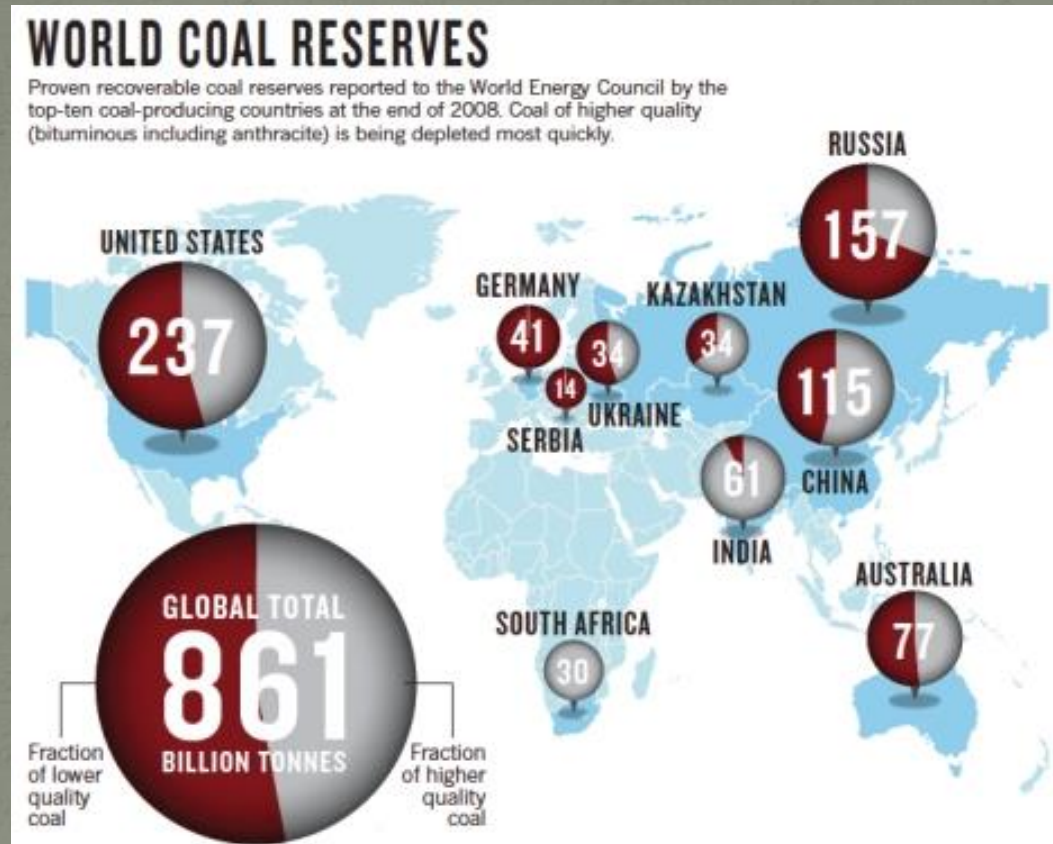 WORLD COAL RESERVES
Proven recoverable coal reserves reported to the World Energy Council by the
top-ten coal-producing countries at the end of 2008. Coal of higher quality
(bituminous including anthracite) is being depleted most quickly.
RUSSIA
157
UNITED STATES
237
GERMANY
41
KAZAKHSTAN
34
34
UKRAINE
14
SERBIA
115
CHINA
61
INDIA
AUSTRALIA
77
SOUTH AFRICA
30
GLOBAL TOTAL
861
BILLION TONNES
Fraction
of lower
quality
coal
Fraction
of higher
quality
coal